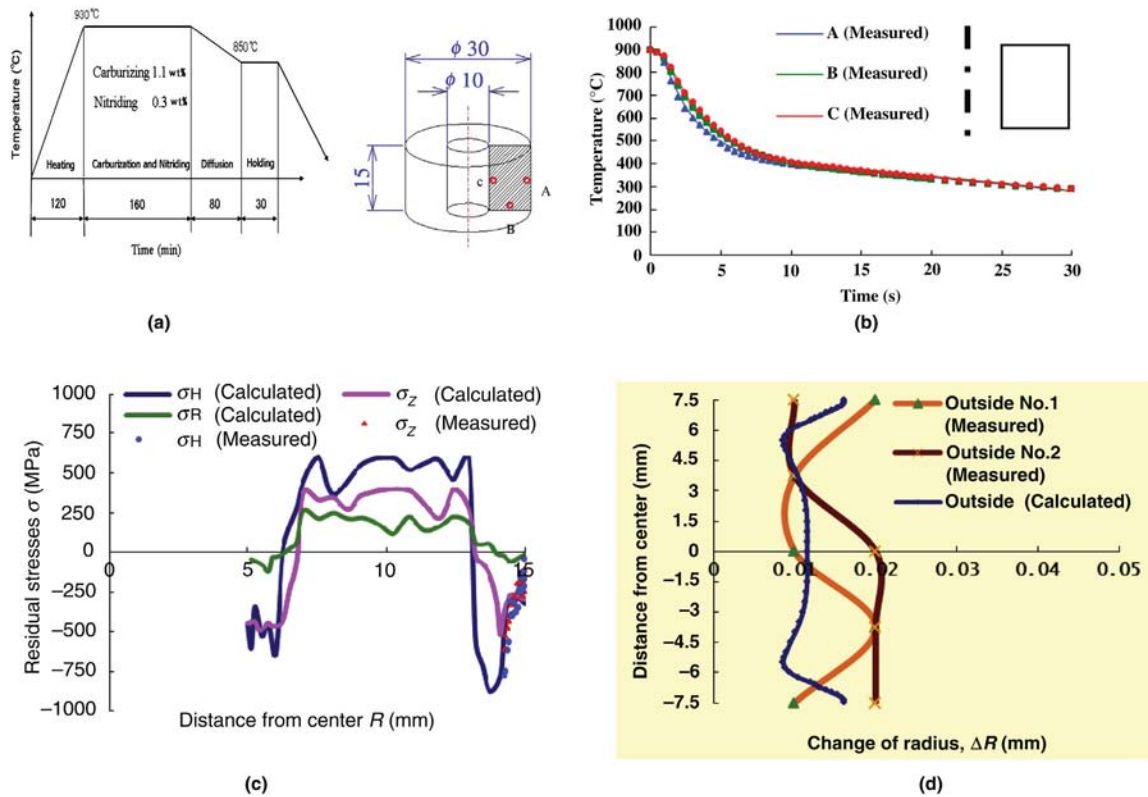 930℃
850℃
Temperature (℃)
Carburizing 1.1 wt%
Nitriding 0.3 wt%
Heating
Carburization and Nitriding
Diffusion
Holding
120
160
80
30
Time (min)
ϕ 30
ϕ 10
15
c
A
B
(a)
Temperature (°C)
1000
900
800
700
600
500
400
300
200
100
0
0
5
10
15
20
25
30
Time (s)
A (Measured)
B (Measured)
C (Measured)
(b)
Residual stresses σ (MPa)
1000
750
500
250
0
−250
−500
−750
−1000
0
5
10
15
σH (Calculated)
σZ (Calculated)
σR (Calculated)
σZ (Measured)
σH (Measured)
Distance from center R (mm)
(c)
Distance from center (mm)
7.5
6
4.5
3
1.5
0
−1.5
−3
−4.5
−6
−7.5
0
0.01
0.02
0.03
0.04
0.05
Outside No.1
(Measured)
Outside No.2
(Measured)
Outside (Calculated)
Change of radius, ΔR (mm)
(d)